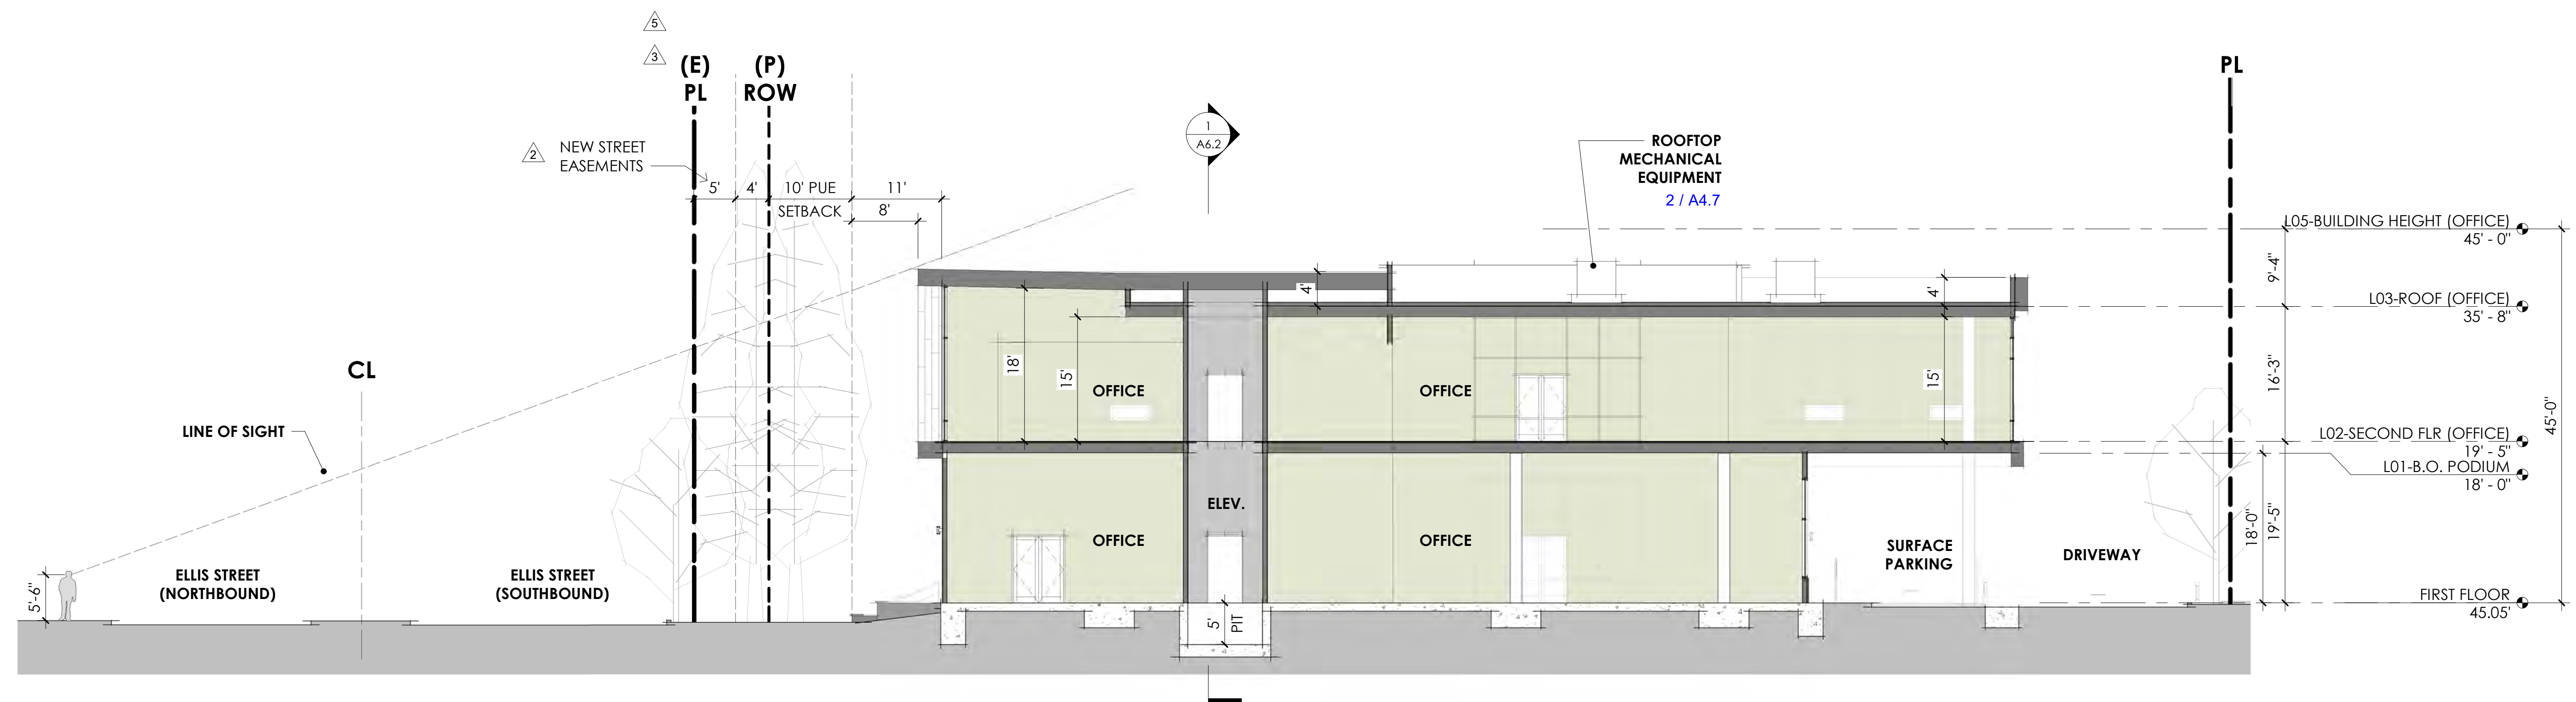 5
3
(E)
PL
(P)
ROW
PL
2
NEW STREET
EASEMENTS
5'
4'
10' PUE
SETBACK
11'
8'
1
A6.2
ROOFTOP
MECHANICAL
EQUIPMENT
2 / A4.7
L05-BUILDING HEIGHT (OFFICE)
45' - 0"
9'-4"
L03-ROOF (OFFICE)
35' - 8"
4'
4'
18'
15'
15'
OFFICE
OFFICE
16'-3"
45'-0"
CL
LINE OF SIGHT
L02-SECOND FLR (OFFICE)
19' - 5"
L01-B.O. PODIUM
18' - 0"
ELEV.
OFFICE
OFFICE
SURFACE
PARKING
DRIVEWAY
18'-0"
19'-5"
5'-6"
ELLIS STREET
(NORTHBOUND)
ELLIS STREET
(SOUTHBOUND)
5'
PIT
FIRST FLOOR
45.05'